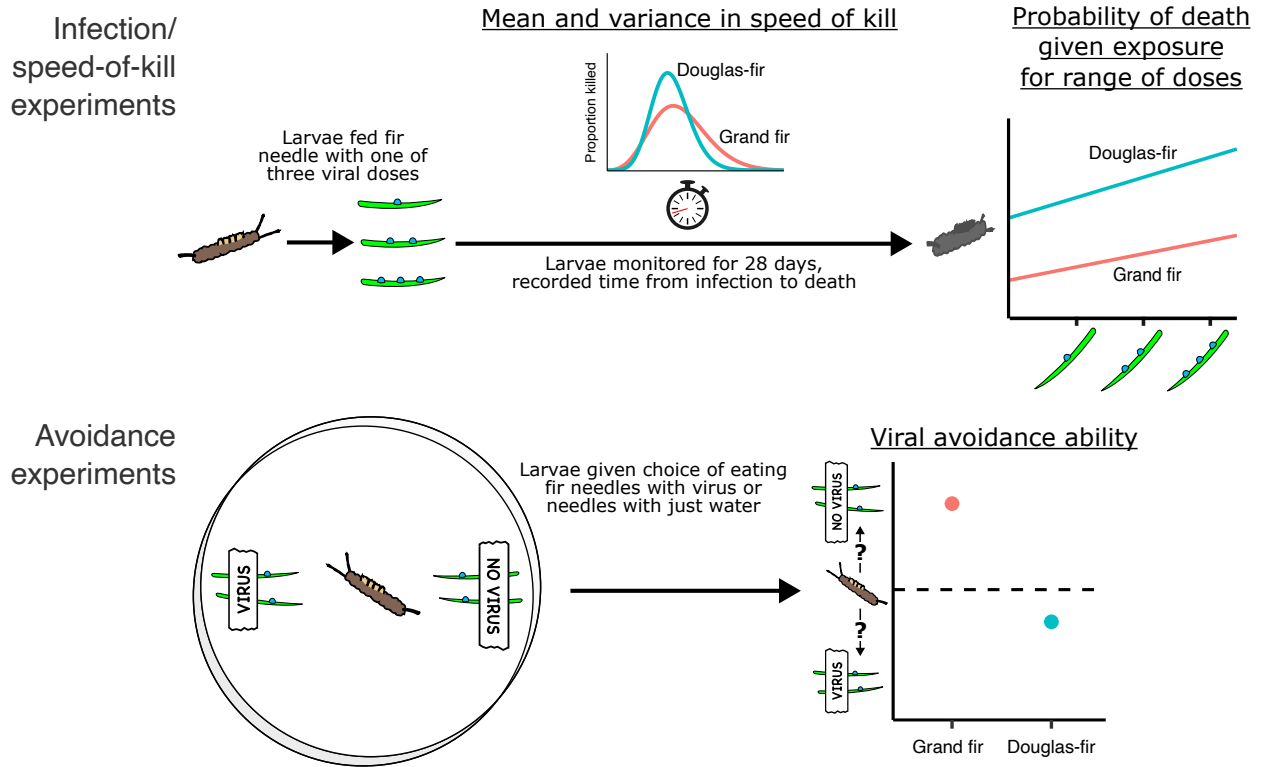 Infection/
speed-of-kill
experiments
Mean and variance in speed of kill
Probability of death
given exposure
for range of doses
Larvae fed fir
needle with one of
three viral doses
Proportion killed
Douglas-fir
Grand fir
Larvae monitored for 28 days,
recorded time from infection to death
Douglas-fir
Grand fir
Avoidance
experiments
VIRUS
NO VIRUS
Larvae given choice of eating
fir needles with virus or
needles with just water
Viral avoidance ability
NO VIRUS
?
?
VIRUS
Grand fir
Douglas-fir